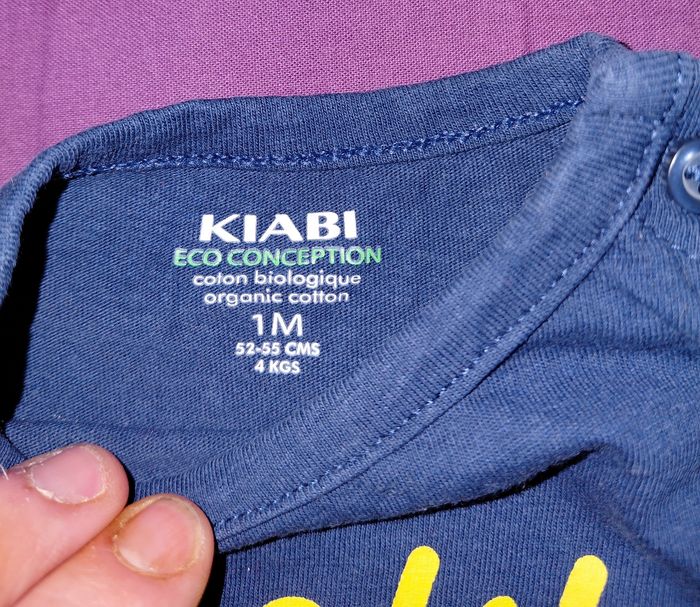 KIABI
ECO CONCEPTION
coton biologique
organic cotton
1M
52-55 CMS
4 KGS